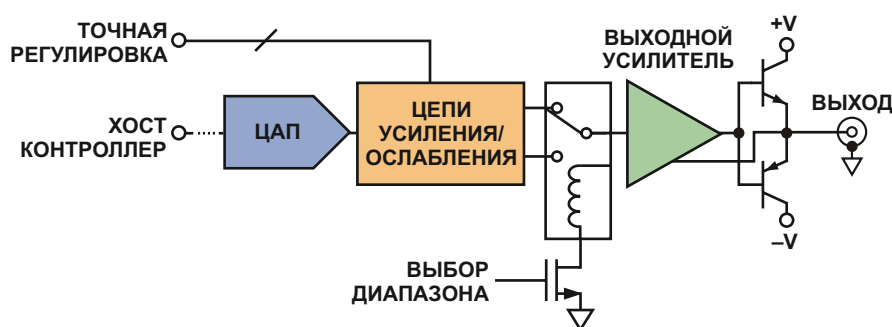 ТОЧНАЯ
РЕГУЛИРОВКА
ХОСТ
КОНТРОЛЛЕР
ЦАП
ЦЕПИ
УСИЛЕНИЯ/
ОСЛАБЛЕНИЯ
ВЫХОДНОЙ
УСИЛИТЕЛЬ
+V
ВЫХОД
–V
ВЫБОР
ДИАПАЗОНА